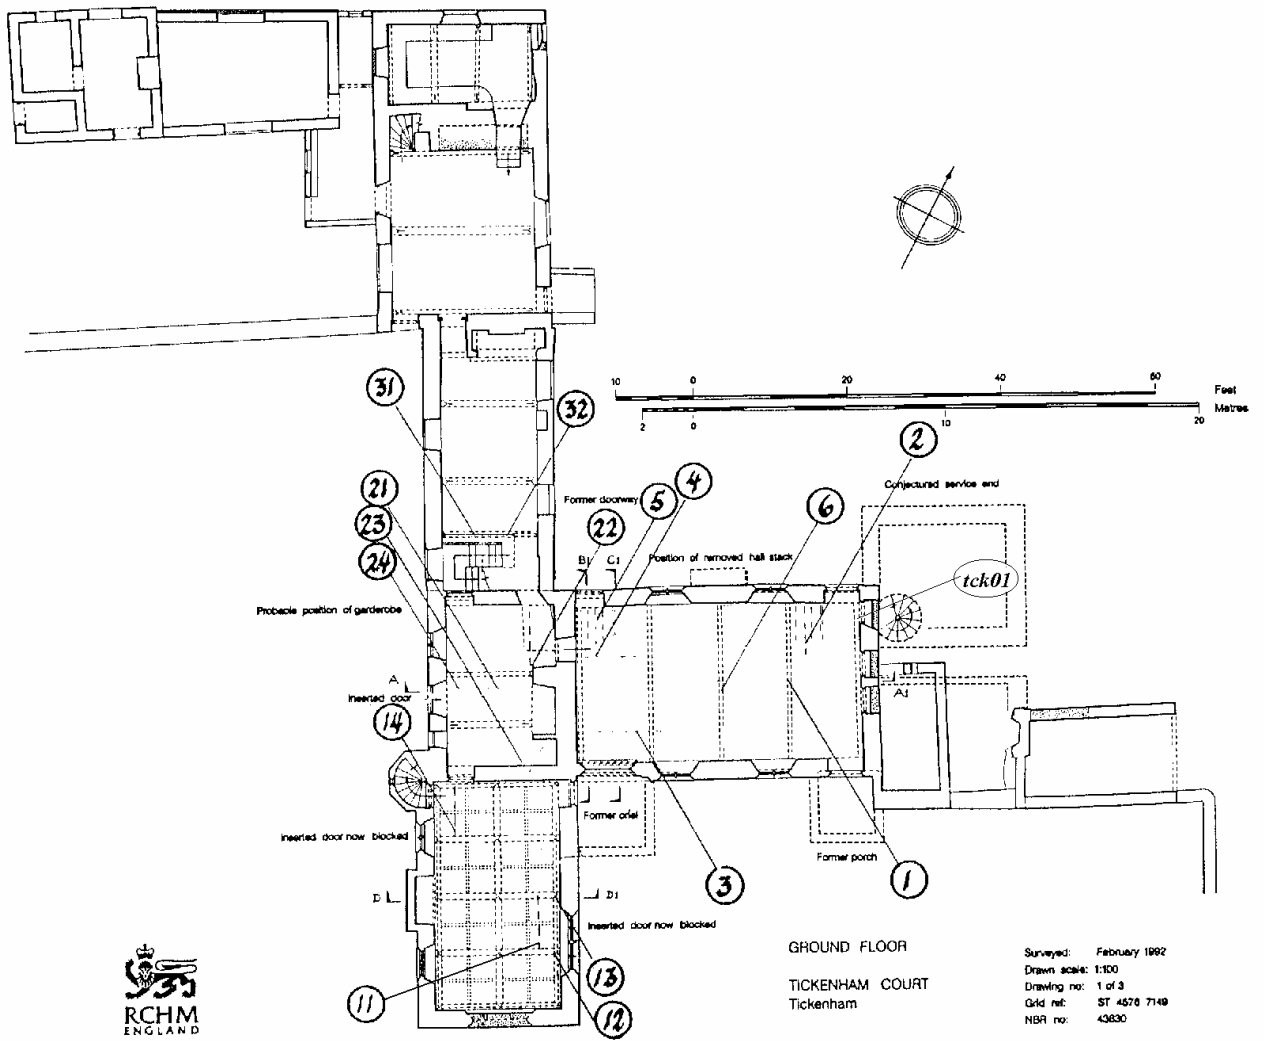 10 0 20 40 60 Feet
Metres
2 0 10 20
31
32
2
4
5
6
21
23
24
22
Conjectured service end
Former doorway
Position of removed hall stack
B1 C1
tck01
Probable position of garderobe
A
A1
Inserted door
14
Former oriel
Inserted door now blocked
Former porch
3
1
D
D1
Inserted door now blocked
11
13
12
RCHM
ENGLAND
GROUND FLOOR
TICKENHAM COURT
Tickenham
Surveyed: February 1992
Drawn scale: 1:100
Drawing no: 1 of 3
Grid ref: ST 4576 7149
NBR no: 43630